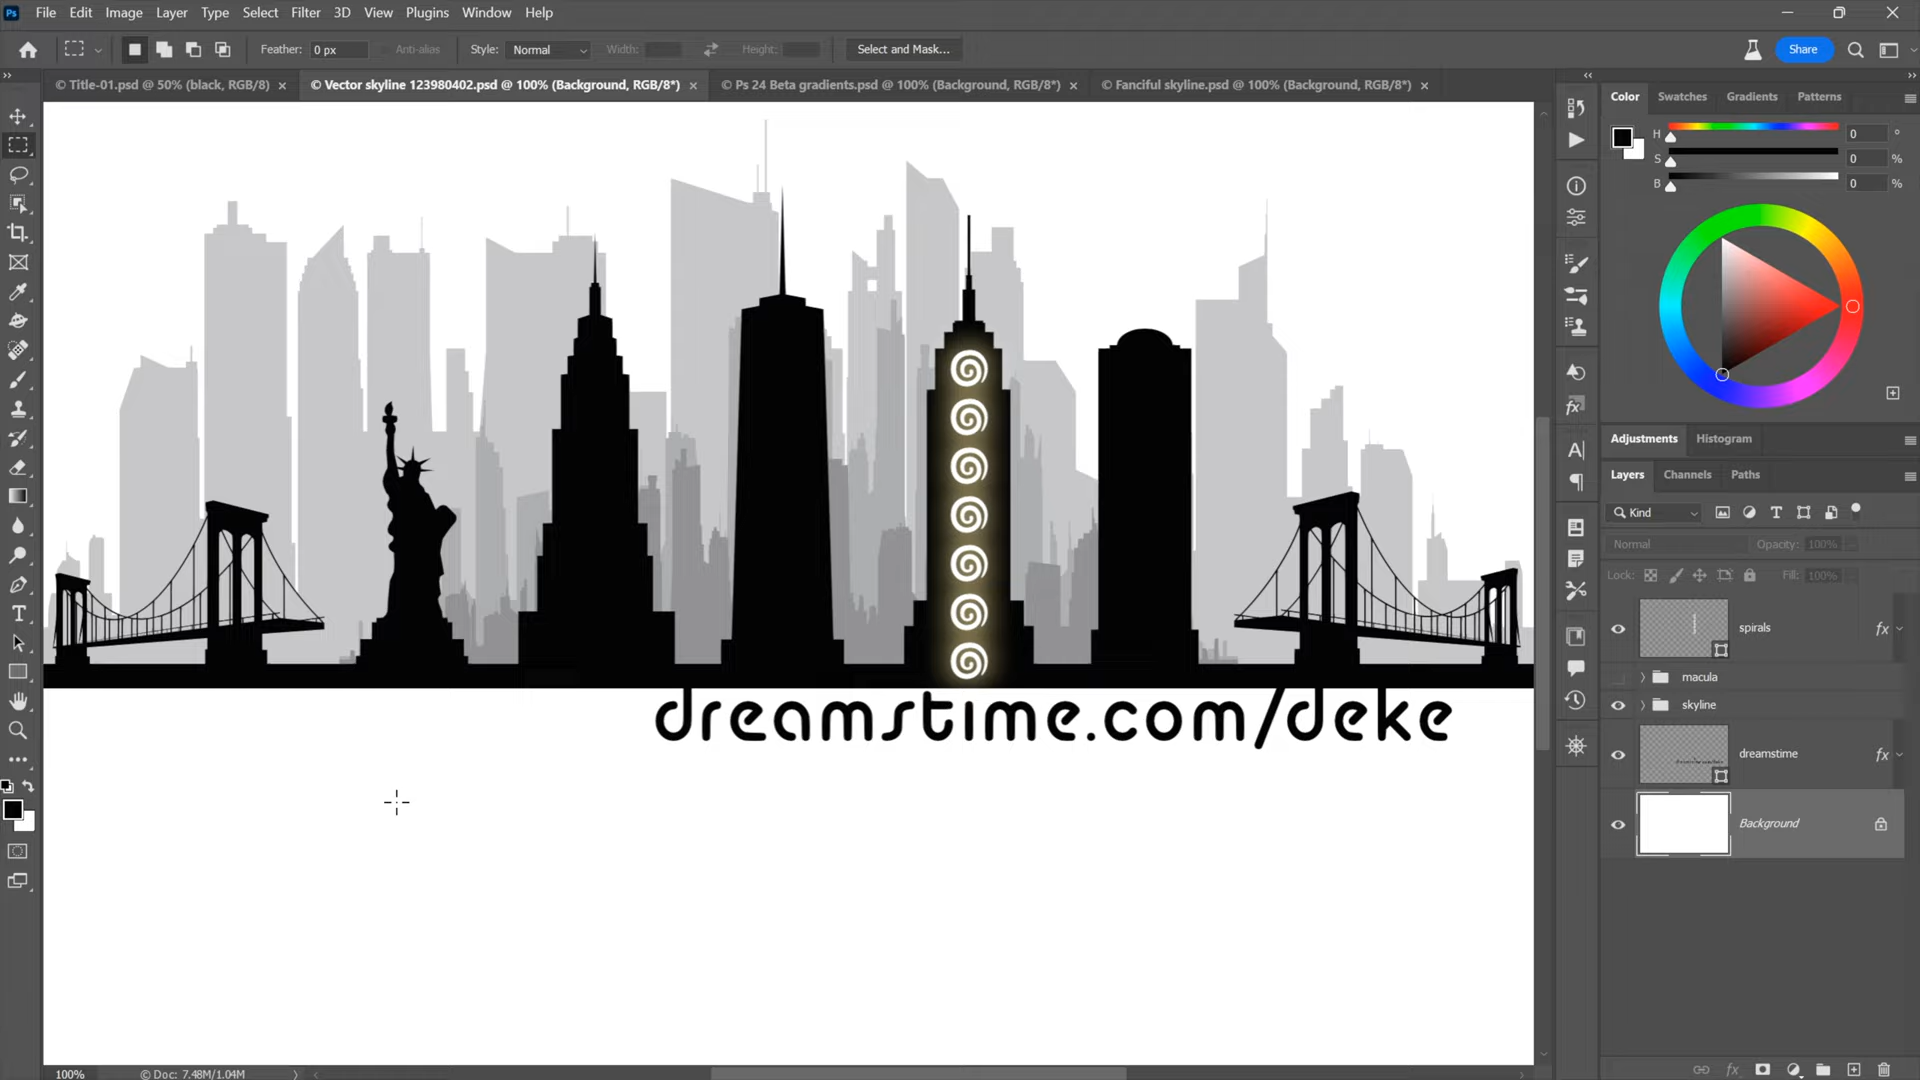 Ps File Edit Image Layer Type Select Filter 3D View Plugins Window Help
Feather: 0 px Anti-alias Style: Normal Width: Height: Select and Mask... Share
© Title-01.psd @ 50% (black, RGB/8) © Vector skyline 123980402.psd @ 100% (Background, RGB/8*) © Ps 24 Beta gradients.psd @ 100% (Background, RGB/8*) © Fanciful skyline.psd @ 100% (Background, RGB/8*)
Color Swatches Gradients Patterns
H 0 °
S 0 %
B 0 %
Adjustments Histogram
Layers Channels Paths
Kind
Normal Opacity: 100%
Lock: Fill: 100%
spirals fx
macula
skyline
dreamstime fx
Background
dreamstime.com/deke
100% © Doc: 7.48M/1.04M